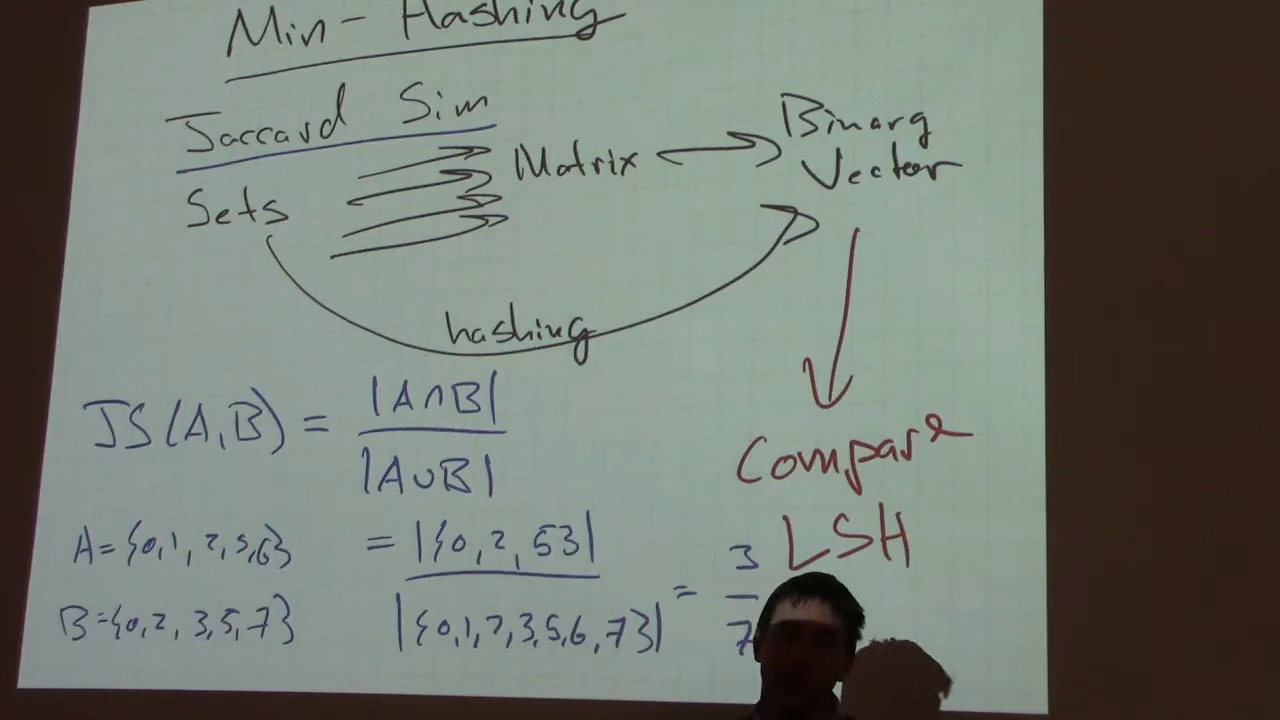 Min-Hashing
Jaccard Sim
Sets
Matrix
Binary
Vector
hashing
Compare
LSH
JS(A,B) = |A∩B| / |A∪B|
A={0,1,2,5,6}
= |{0,2,5}|
B={0,2,3,5,7}
|{0,1,2,3,5,6,7}|
= 3/7